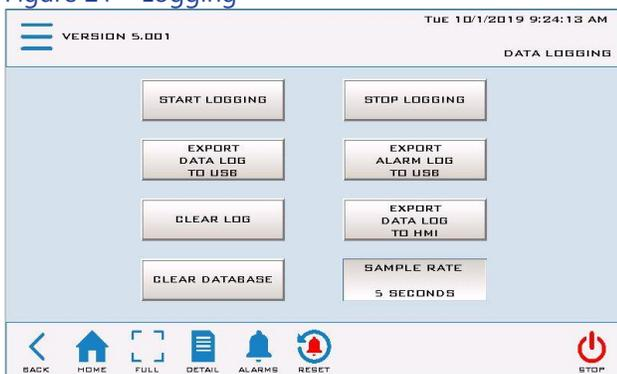 Figure 21 – Logging
TUE 10/1/2019 9:24:13 AM
VERSION 5.001
DATA LOGGING
START LOGGING
STOP LOGGING
EXPORT
DATA LOG
TO USB
EXPORT
ALARM LOG
TO USB
CLEAR LOG
EXPORT
DATA LOG
TO HMI
CLEAR DATABASE
SAMPLE RATE
5 SECONDS
BACK
HOME
FULL
DETAIL
ALARMS
RESET
STOP